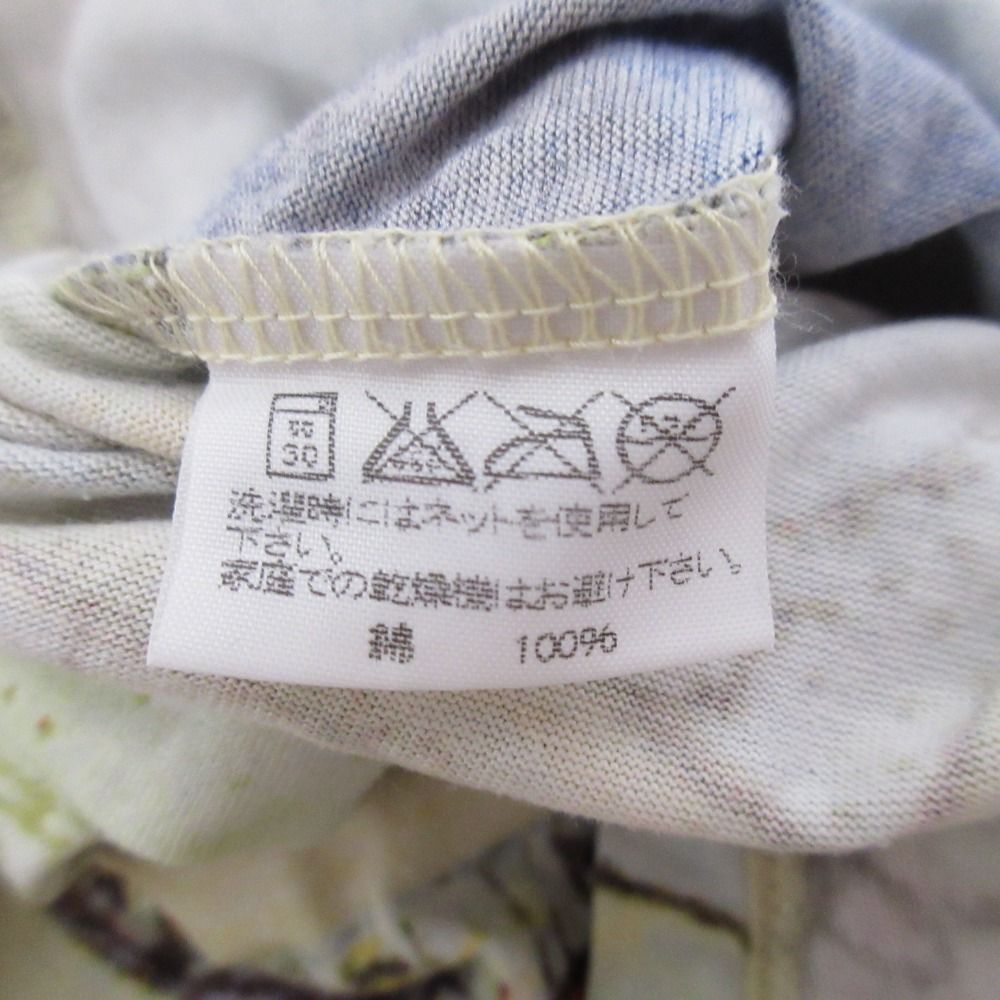 弱
30
洗濯時にはネットを使用して
下さい。
家庭での乾燥機はお避け下さい。
綿 100%